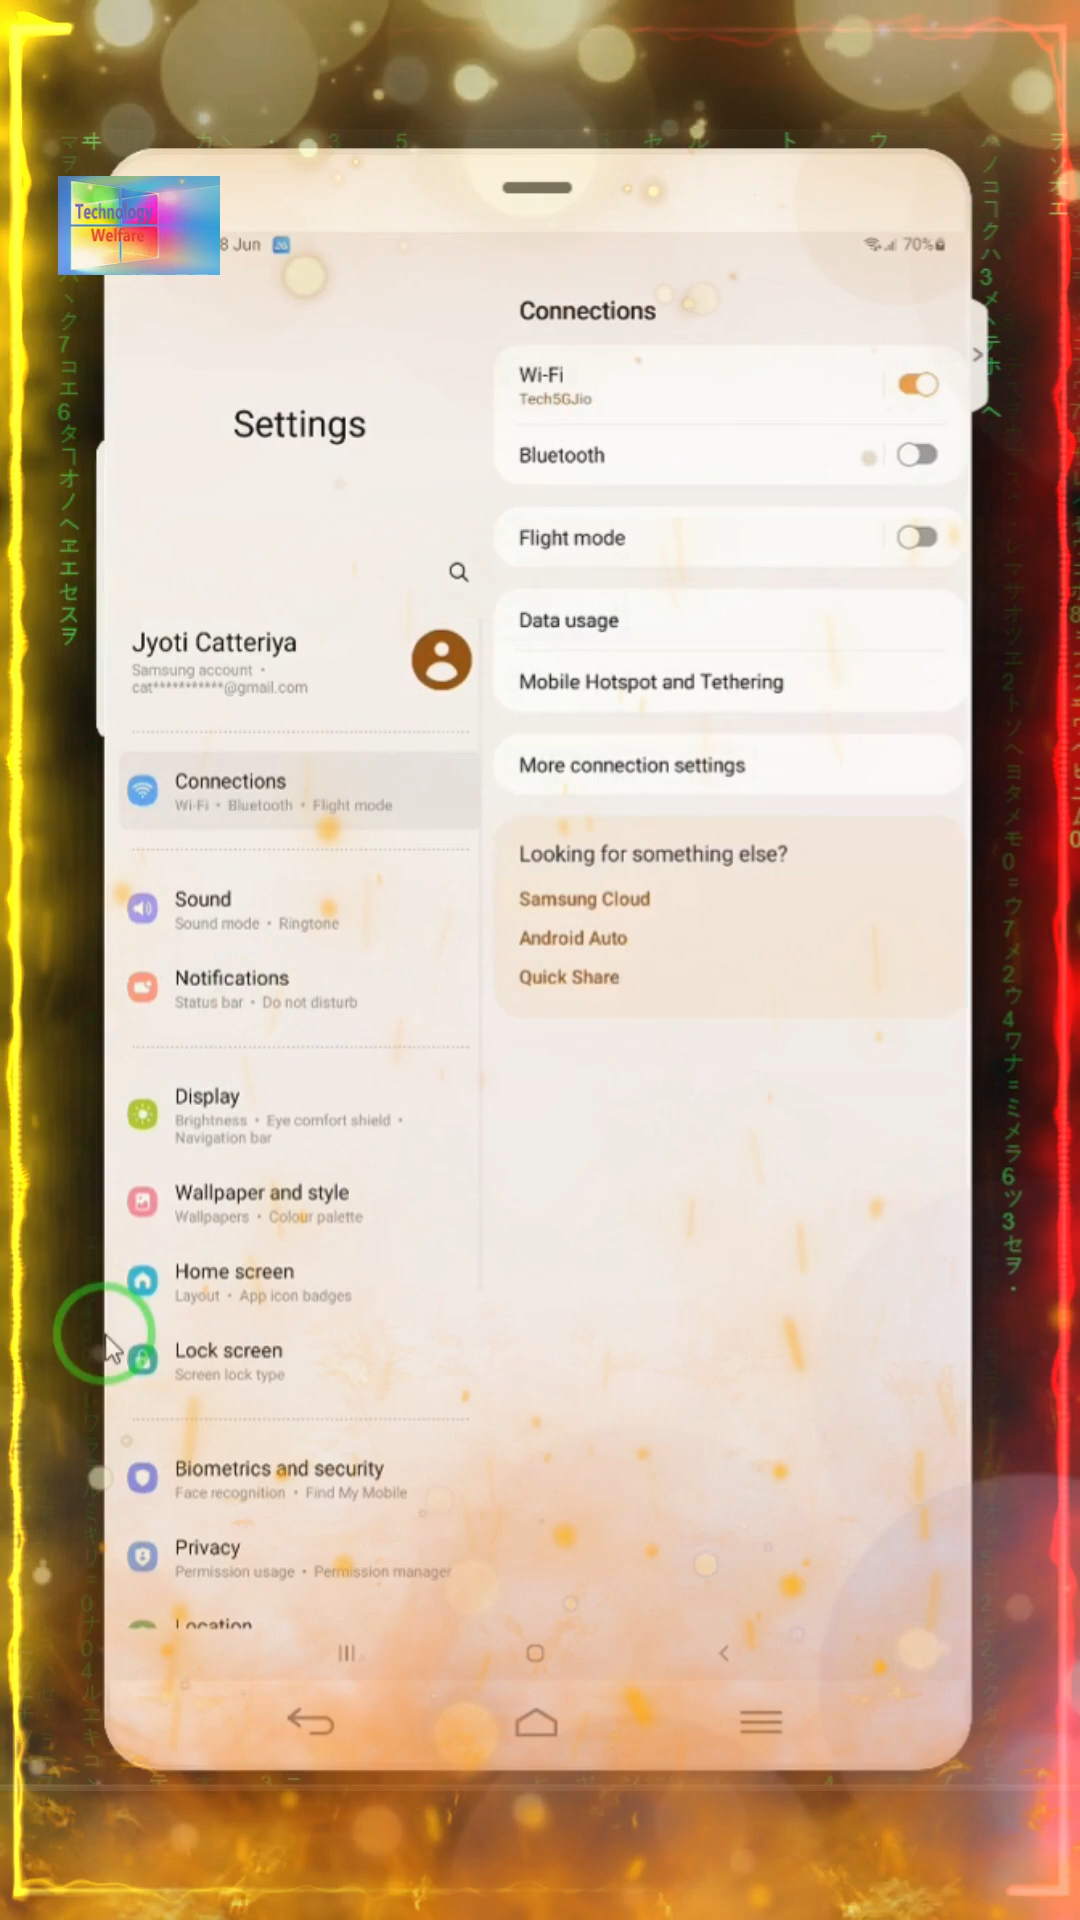 Technology
Welfare
8 Jun
70%
Settings
Jyoti Catteriya
Samsung account •
cat***********@gmail.com
Connections
Wi-Fi • Bluetooth • Flight mode
Sound
Sound mode • Ringtone
Notifications
Status bar • Do not disturb
Display
Brightness • Eye comfort shield •
Navigation bar
Wallpaper and style
Wallpapers • Colour palette
Home screen
Layout • App icon badges
Lock screen
Screen lock type
Biometrics and security
Face recognition • Find My Mobile
Privacy
Permission usage • Permission manager
Location
Connections
Wi-Fi
Tech5GJio
Bluetooth
Flight mode
Data usage
Mobile Hotspot and Tethering
More connection settings
Looking for something else?
Samsung Cloud
Android Auto
Quick Share